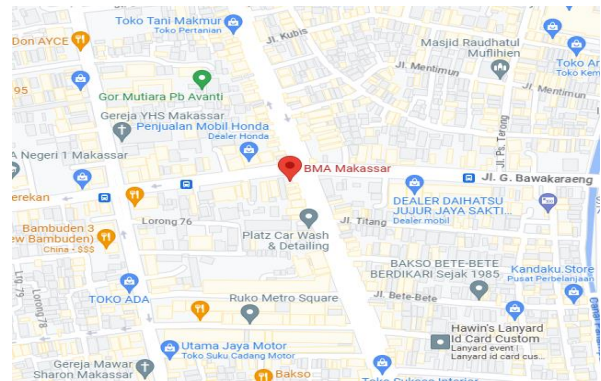 Toko Tani Makmur
Toko Pertanian
Don AYCE
Jl. Kubis
Masjid Raudhatul
Muflihien
Jl. Mentimun
Toko
Toko
95
Gor Mutiara Pb Avanti
Jl. Mentimun
Gereja YHS Makassar
Penjualan Mobil Honda
Dealer Honda
Jl. Ps. Terong
A Negeri 1 Makassar
BMA Makassar
Jl. G. Bawakaraeng
erekan
DEALER DAIHATSU
JUJUR JAYA SAKTI...
Dealer mobil
Lorong 76
Jl. Titang
Bambuden 3
ew Bambuden)
China - $$$
Platz Car Wash
& Detailing
BAKSO BETE-BETE
BERDIKARI Sejak 1985
Kandaku.Store
Pusat Perbelanjaan
Lrg 79
Lorong 78
TOKO ADA
Ruko Metro Square
Jl. Bete-Bete
Hawin's Lanyard
Id Card Custom
Lanyard event |
Lanyard id card cus...
Utama Jaya Motor
Toko Suku Cadang Motor
Gereja Mawar
Sharon Makassar
Bakso
Toko Sukses Interior